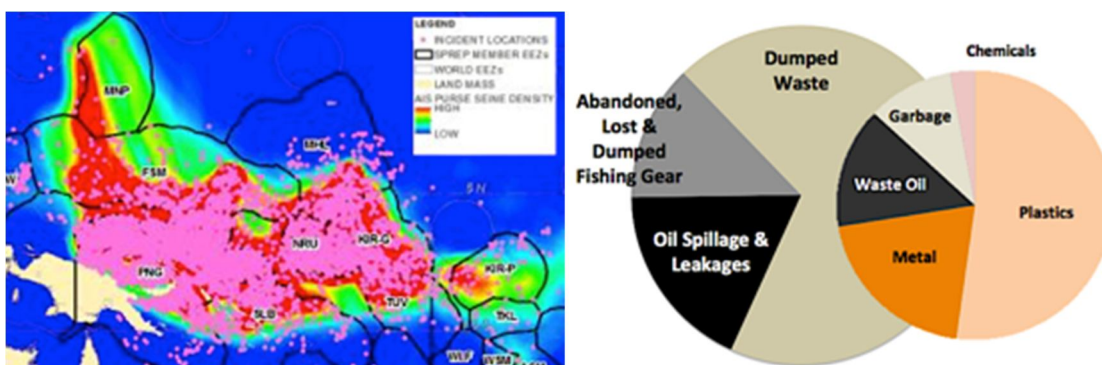 LEGEND
INCIDENT LOCATIONS
SPREP MEMBER EEZs
WORLD EEZs
LAND MASS
AIS PURSE SEINE DENSITY
HIGH
LOW
MNP
FSM
MHL
W
5N
NRU
KIR-G
PNG
KIR-P
SLB
TUV
TKL
WLF
WSM
Dumped
Waste
Abandoned,
Lost &
Dumped
Fishing Gear
Oil Spillage &
Leakages
Chemicals
Garbage
Waste Oil
Plastics
Metal